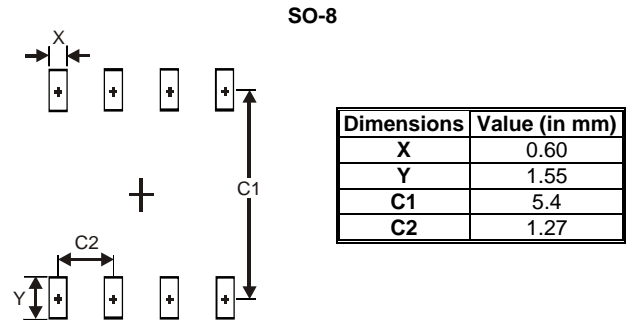 SO-8
X
C1
C2
Y
Dimensions Value (in mm)
X 0.60
Y 1.55
C1 5.4
C2 1.27